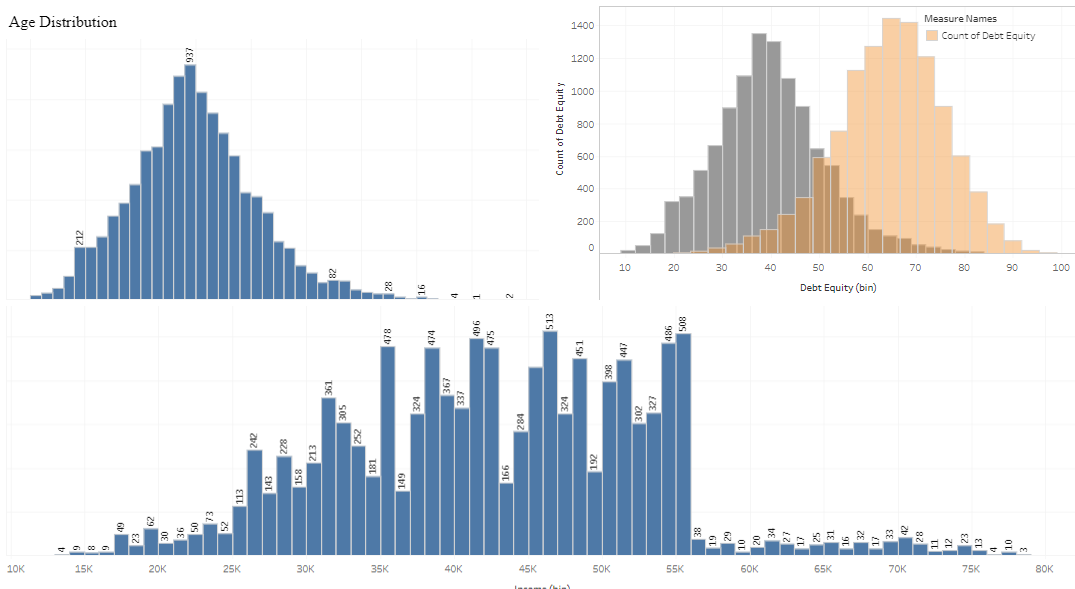 Age Distribution
937
212
82
28
16
4
1
2
Measure Names
Count of Debt Equity
Count of Debt Equity
1400
1200
1000
800
600
400
200
0
10 20 30 40 50 60 70 80 90 100
Debt Equity (bin)
4 9 8 9 49 23 62 30 36 50 73 52 113 242 143 228 158 213 361 305 252 181 478 149 324 474 367 337 496 475 166 284 513 324 451 192 398 447 302 327 486 508 38 19 29 10 20 34 27 17 25 31 16 32 17 33 42 28 11 12 23 13 4 10 3
10K 15K 20K 25K 30K 35K 40K 45K 50K 55K 60K 65K 70K 75K 80K
Income (bin)